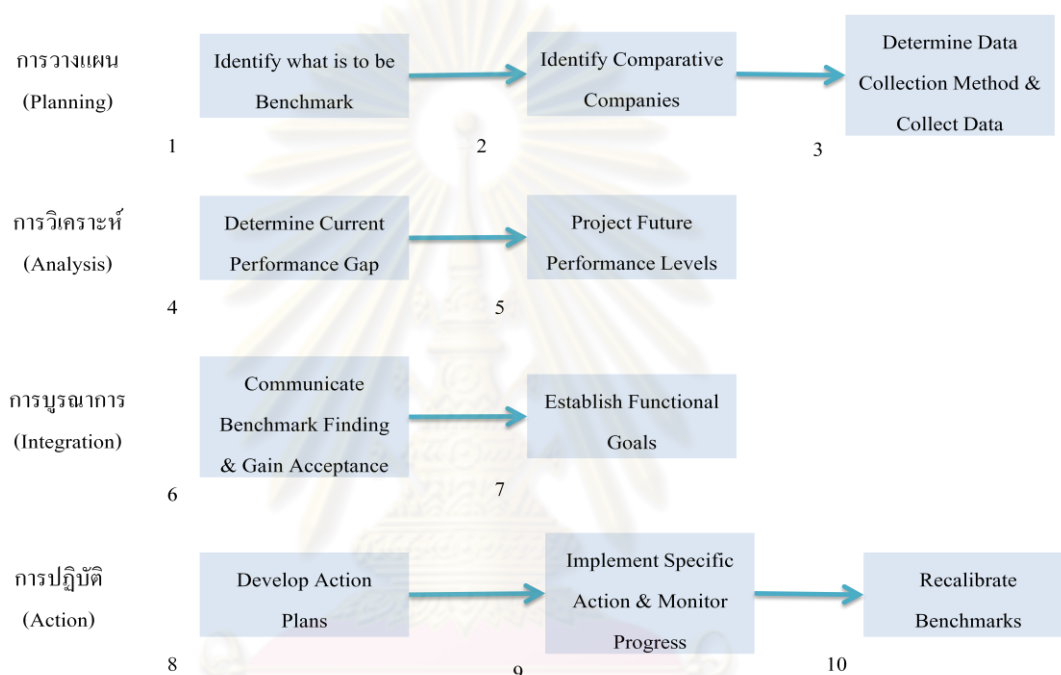 การวางแผน
(Planning)
Identify what is to be
Benchmark
Identify Comparative
Companies
Determine Data
Collection Method &
Collect Data
1
2
3
การวิเคราะห์
(Analysis)
Determine Current
Performance Gap
Project Future
Performance Levels
4
5
การบูรณาการ
(Integration)
Communicate
Benchmark Finding
& Gain Acceptance
Establish Functional
Goals
6
7
การปฏิบัติ
(Action)
Develop Action
Plans
Implement Specific
Action & Monitor
Progress
Recalibrate
Benchmarks
8
9
10